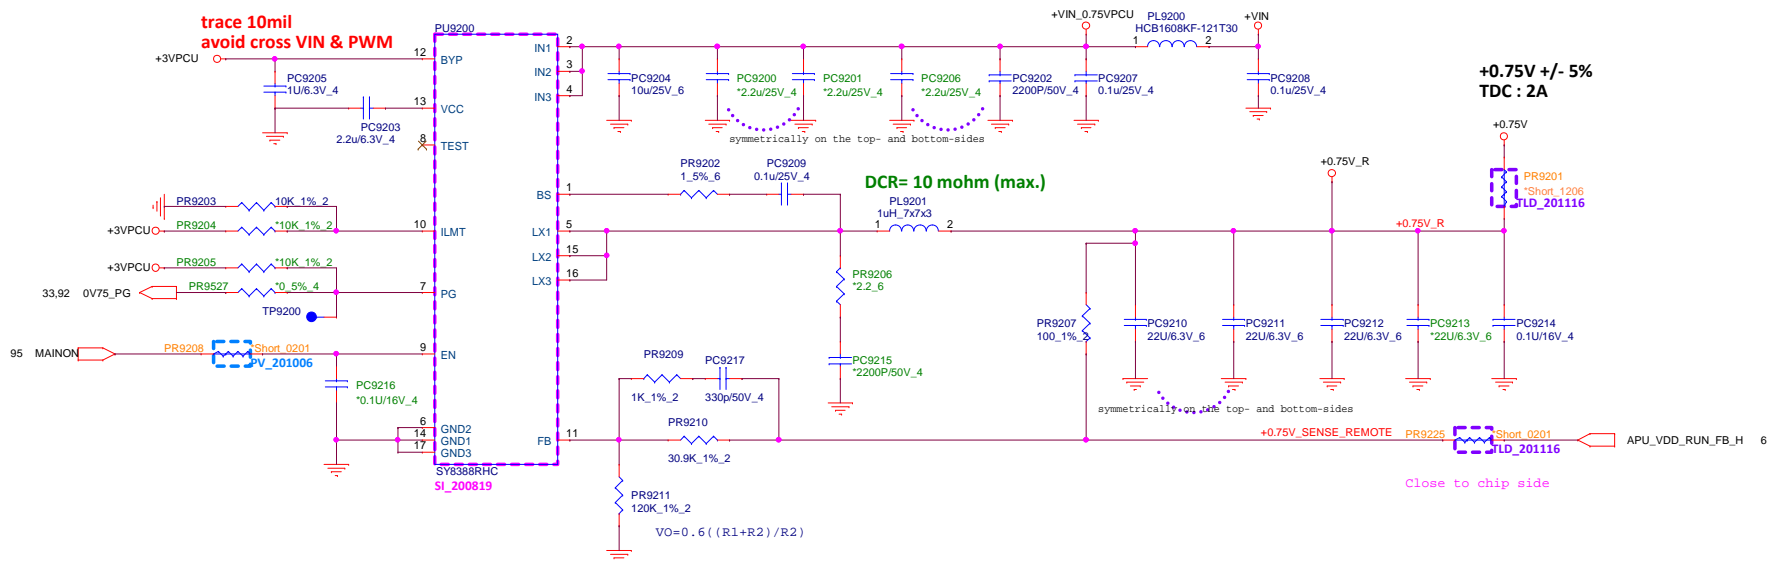 trace 10mil
avoid cross VIN & PWM
+3VPCU
PC9205
1U/6.3V_4
PC9203
2.2u/6.3V_4
PU9200
12
BYP
13
VCC
8
TEST
10
ILMT
7
PG
9
EN
6
GND2
14
GND1
17
GND3
SY8388RHC
SI_200819
IN1
2
IN2
3
IN3
4
BS
1
LX1
5
LX2
15
LX3
16
FB
11
PR9203
10K_1%_2
+3VPCU
PR9204
*10K_1%_2
+3VPCU
PR9205
*10K_1%_2
33,92
0V75_PG
PR9527
*0_5%_4
TP9200
95
MAINON
PR9208
*Short_0201
PV_201006
PC9216
*0.1U/16V_4
PC9204
10u/25V_6
PC9200
*2.2u/25V_4
PC9201
*2.2u/25V_4
PC9206
*2.2u/25V_4
PC9202
2200P/50V_4
PC9207
0.1u/25V_4
symmetrically on the top- and bottom-sides
+VIN_0.75VPCU
PL9200
HCB1608KF-121T30
1
2
+VIN
PC9208
0.1u/25V_4
+0.75V +/- 5%
TDC : 2A
+0.75V
PR9201
*Short_1206
TLD_201116
+0.75V_R
+0.75V_R
PR9202
1_5%_6
PC9209
0.1u/25V_4
DCR= 10 mohm (max.)
PL9201
1uH_7x7x3
1
2
PR9206
*2.2_6
PC9215
*2200P/50V_4
PR9207
100_1%_2
PC9210
22U/6.3V_6
PC9211
22U/6.3V_6
PC9212
22U/6.3V_6
PC9213
*22U/6.3V_6
PC9214
0.1U/16V_4
symmetrically on the top- and bottom-sides
PR9209
1K_1%_2
PC9217
330p/50V_4
PR9210
30.9K_1%_2
PR9211
120K_1%_2
VO=0.6((R1+R2)/R2)
+0.75V_SENSE_REMOTE
PR9225
*Short_0201
TLD_201116
APU_VDD_RUN_FB_H
6
Close to chip side